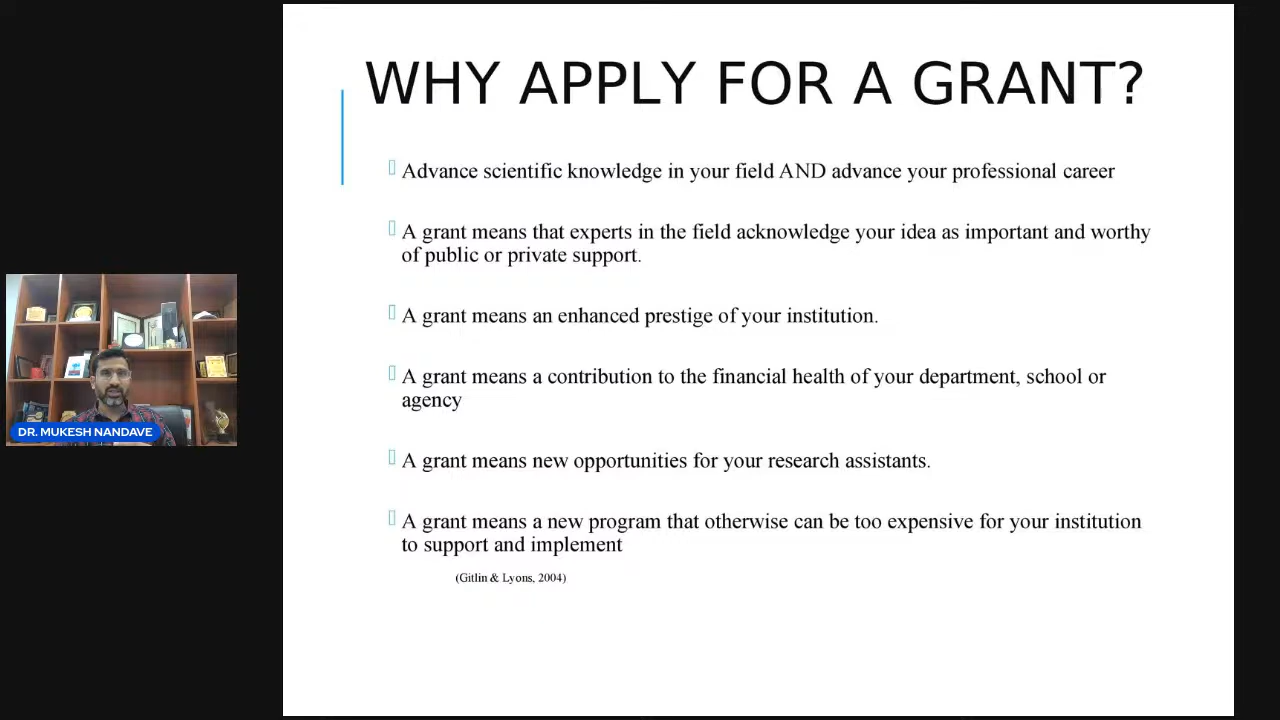 WHY APPLY FOR A GRANT?
Advance scientific knowledge in your field AND advance your professional career
A grant means that experts in the field acknowledge your idea as important and worthy
of public or private support.
A grant means an enhanced prestige of your institution.
A grant means a contribution to the financial health of your department, school or
agency
A grant means new opportunities for your research assistants.
A grant means a new program that otherwise can be too expensive for your institution
to support and implement
(Gitlin & Lyons, 2004)
DR. MUKESH NANDAVE